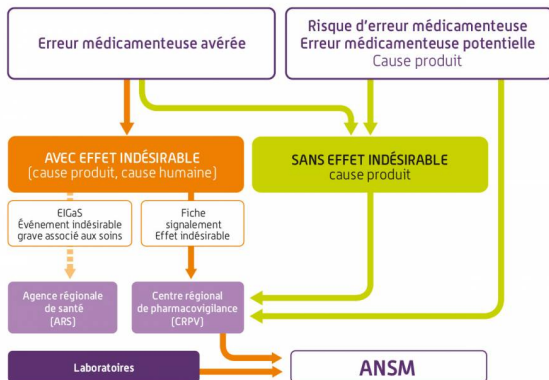 Erreur médicamenteuse avérée
Risque d'erreur médicamenteuse
Erreur médicamenteuse potentielle
Cause produit
AVEC EFFET INDÉSIRABLE
(cause produit, cause humaine)
SANS EFFET INDÉSIRABLE
cause produit
EIGaS
Événement indésirable
grave associé aux soins
Fiche
signalement
Effet indésirable
Agence régionale
de santé
(ARS)
Centre régional
de pharmacovigilance
(CRPV)
Laboratoires
ANSM